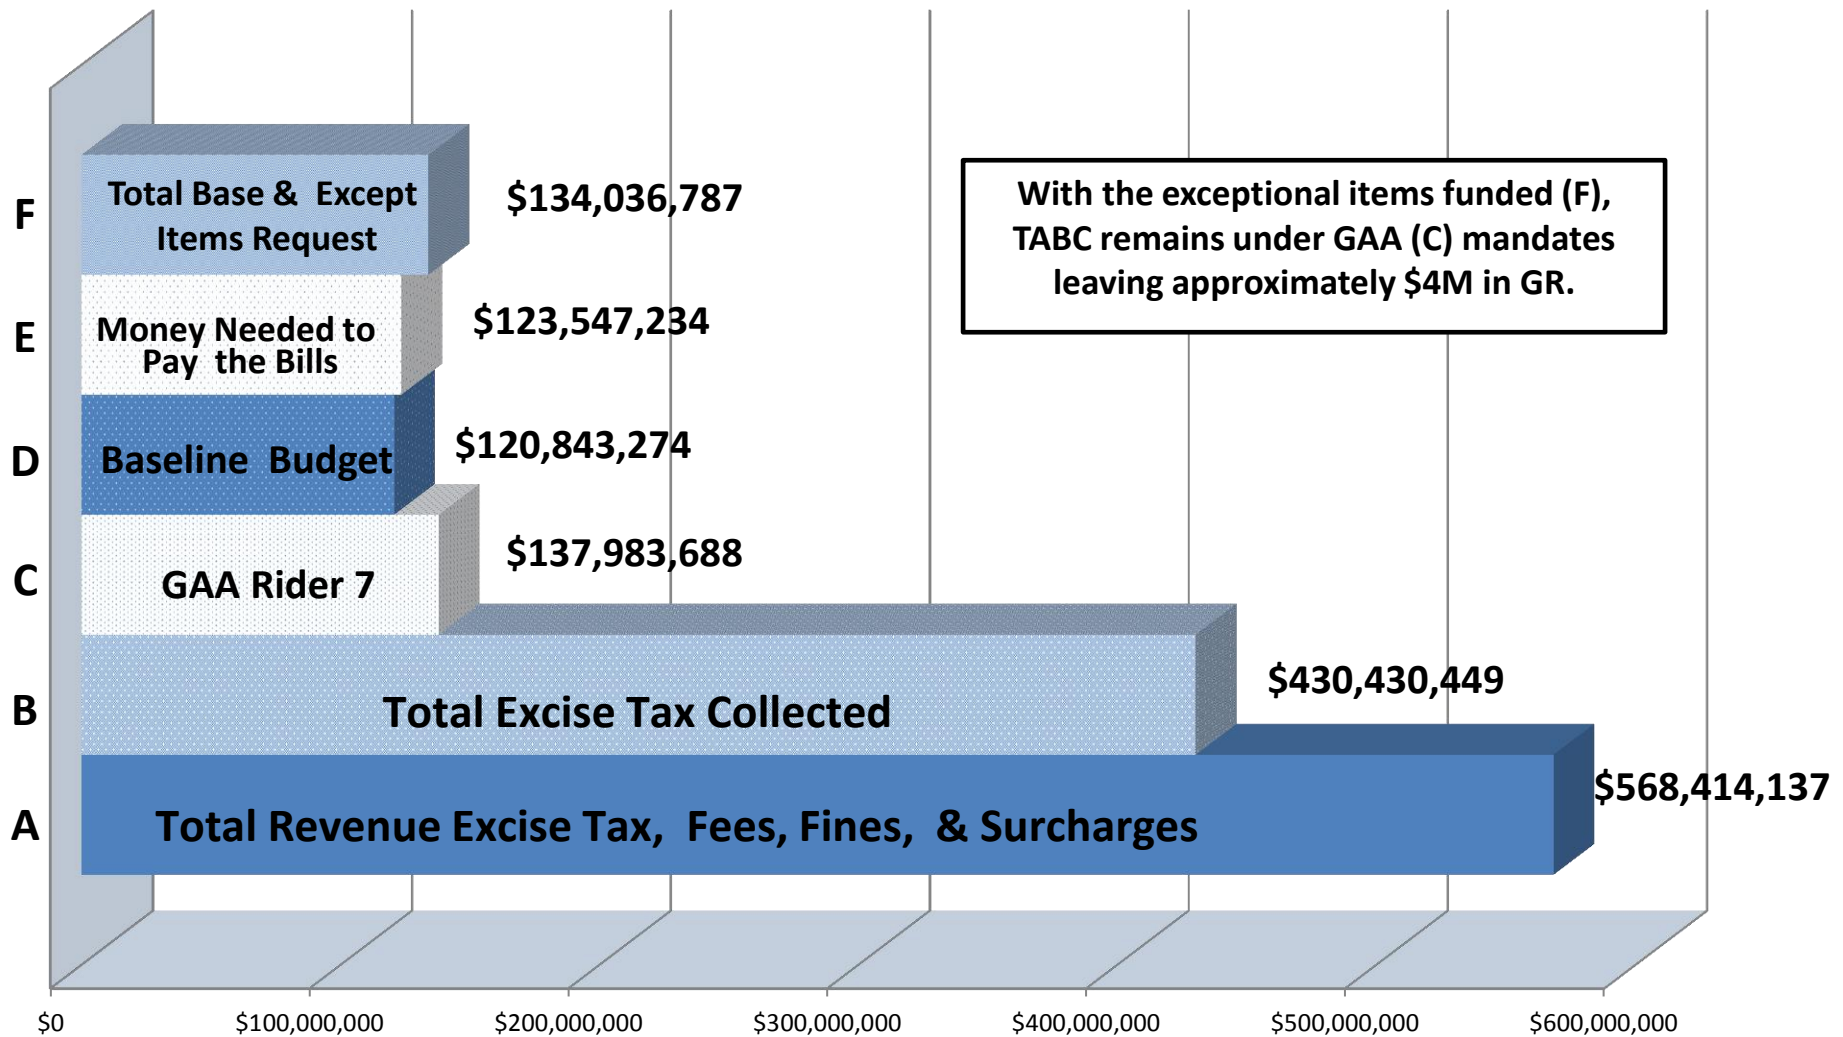 F
Total Base & Except
Items Request
$134,036,787
With the exceptional items funded (F),
TABC remains under GAA (C) mandates
leaving approximately $4M in GR.
E
Money Needed to
Pay the Bills
$123,547,234
D
Baseline Budget
$120,843,274
C
GAA Rider 7
$137,983,688
B
Total Excise Tax Collected
$430,430,449
A
Total Revenue Excise Tax, Fees, Fines, & Surcharges
$568,414,137
$0 $100,000,000 $200,000,000 $300,000,000 $400,000,000 $500,000,000 $600,000,000